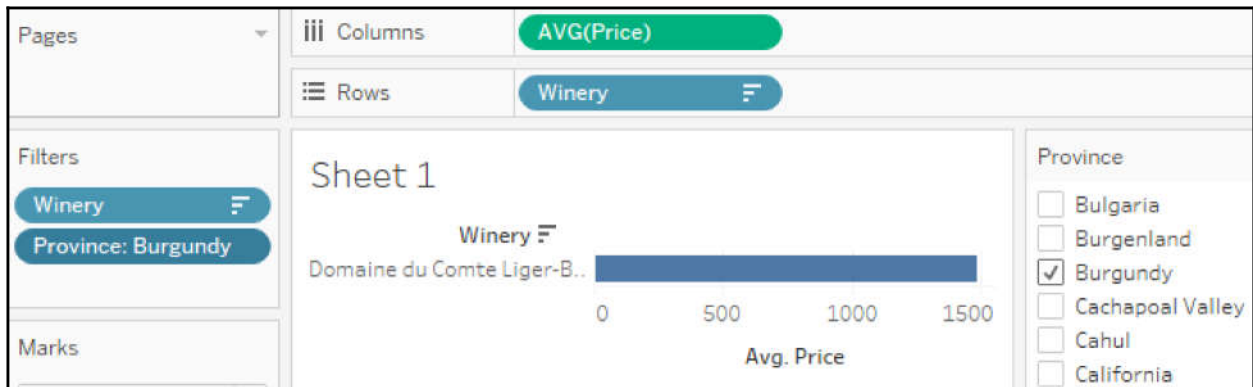 Pages
Columns
AVG(Price)
Rows
Winery
Filters
Winery
Province: Burgundy
Marks
Sheet 1
Winery
Domaine du Comte Liger-B..
0 500 1000 1500
Avg. Price
Province
Bulgaria
Burgenland
Burgundy
Cachapoal Valley
Cahul
California